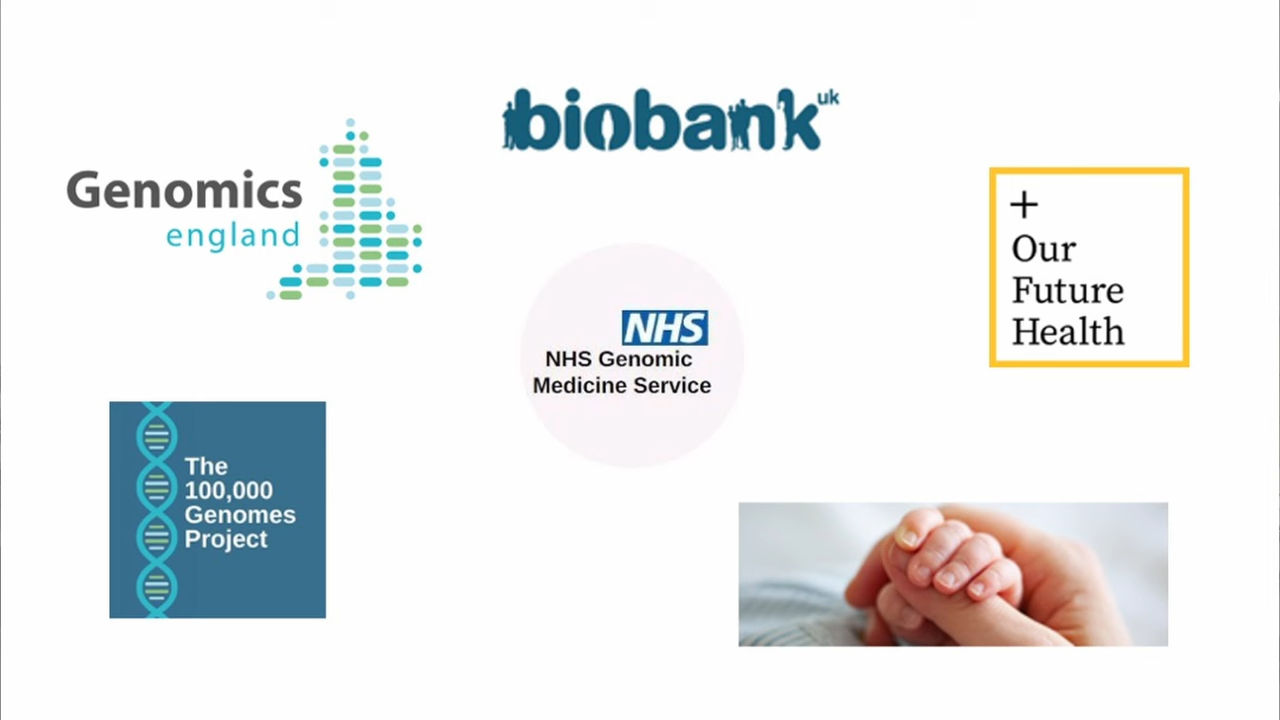 biobank uk
Genomics
england
+
Our
Future
Health
NHS
NHS Genomic
Medicine Service
The
100,000
Genomes
Project